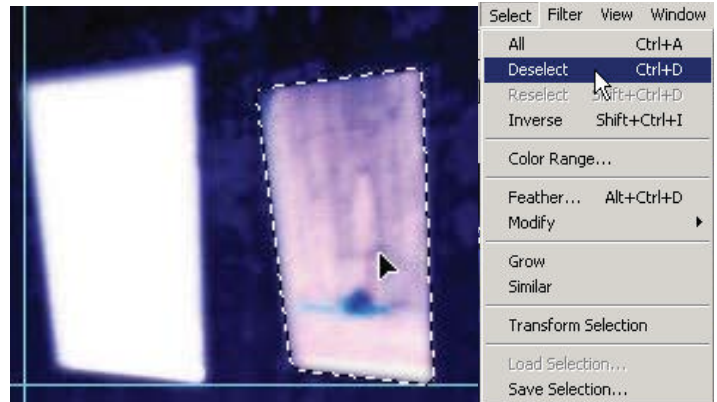 Select Filter View Window
All Ctrl+A
Deselect Ctrl+D
Reselect Shift+Ctrl+D
Inverse Shift+Ctrl+I
Color Range...
Feather... Alt+Ctrl+D
Modify
Grow
Similar
Transform Selection
Load Selection...
Save Selection...